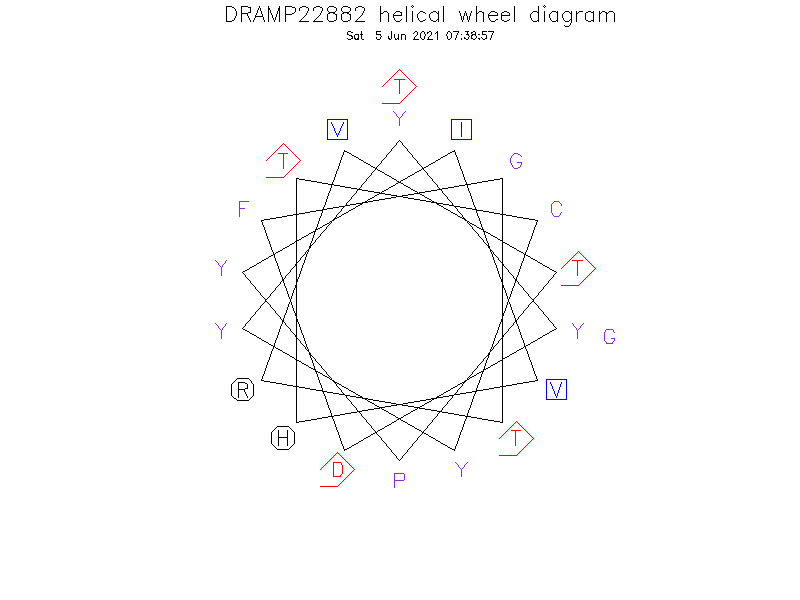 DRAMP22882 helical wheel diagram
Sat 5 Jun 2021 07:38:57
T
Y
V I
T G
F C
Y T
Y Y G
R V
H T
D P Y